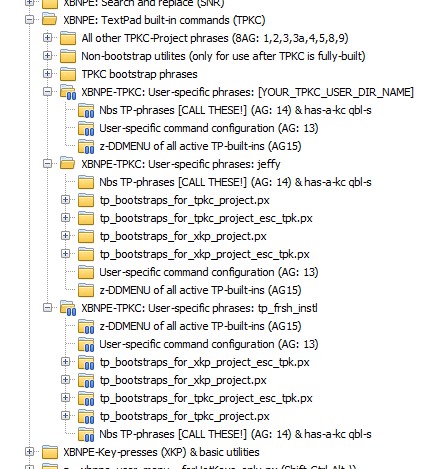 XBNPE: Search and replace (SNR)
XBNPE: TextPad built-in commands (TPKC)
All other TPKC-Project phrases (8AG: 1,2,3,3a,4,5,8,9)
Non-bootstrap utilites (only for use after TPKC is fully-built)
TPKC bootstrap phrases
XBNPE-TPKC: User-specific phrases: [YOUR_TPKC_USER_DIR_NAME]
Nbs TP-phrases [CALL THESE!] (AG: 14) & has-a-kc qbl-s
User-specific command configuration (AG: 13)
z-DDMENU of all active TP-built-ins (AG15)
XBNPE-TPKC: User-specific phrases: jeffy
Nbs TP-phrases [CALL THESE!] (AG: 14) & has-a-kc qbl-s
tp_bootstraps_for_tpkc_project.px
tp_bootstraps_for_tpkc_project_esc_tpk.px
tp_bootstraps_for_xkp_project.px
tp_bootstraps_for_xkp_project_esc_tpk.px
User-specific command configuration (AG: 13)
z-DDMENU of all active TP-built-ins (AG15)
XBNPE-TPKC: User-specific phrases: tp_frsh_instl
z-DDMENU of all active TP-built-ins (AG15)
User-specific command configuration (AG: 13)
tp_bootstraps_for_xkp_project_esc_tpk.px
tp_bootstraps_for_xkp_project.px
tp_bootstraps_for_tpkc_project_esc_tpk.px
tp_bootstraps_for_tpkc_project.px
Nbs TP-phrases [CALL THESE!] (AG: 14) & has-a-kc qbl-s
XBNPE-Key-presses (XKP) & basic utilities